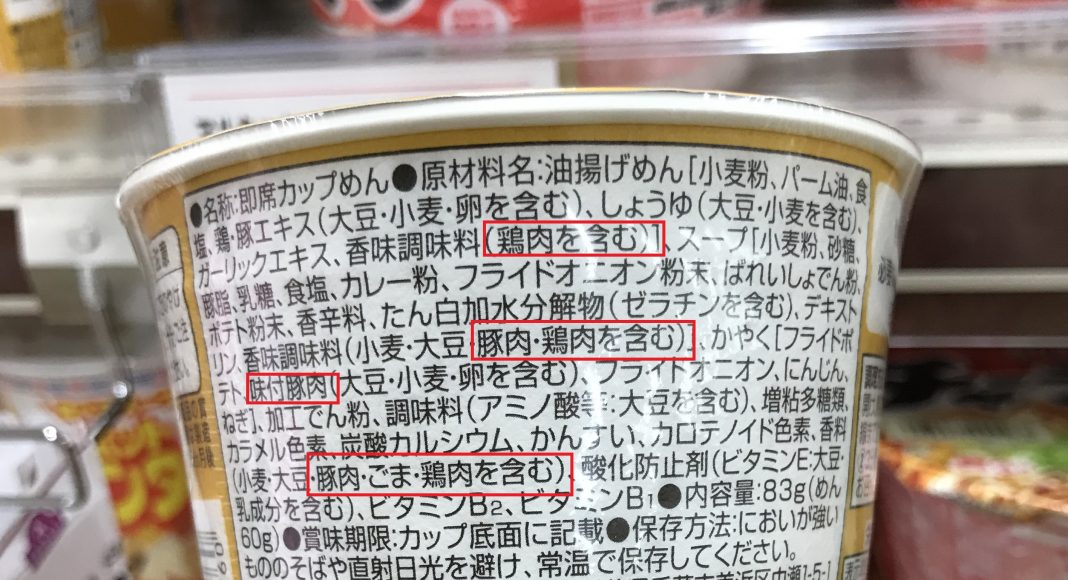 ●名称:即席カップめん●原材料名:油揚げめん[小麦粉、パーム油、食
塩、鶏・豚エキス(大豆・小麦・卵を含む)、しょうゆ(大豆・小麦を含む)、
ガーリックエキス、香味調味料(鶏肉を含む)]、スープ[小麦粉、砂糖、
豚脂、乳糖、食塩、カレー粉、フライドオニオン粉末、ばれいしょでん粉、
ポテト粉末、香辛料、たん白加水分解物(ゼラチンを含む)、デキスト
リン、香味調味料(小麦・大豆・豚肉・鶏肉を含む)]、かやく[フライドポ
テト、味付豚肉(大豆・小麦・卵を含む)、フライドオニオン、にんじん、
ねぎ]、加工でん粉、調味料(アミノ酸等:大豆を含む)、増粘多糖類、
カラメル色素、炭酸カルシウム、かんすい、カロテノイド色素、香料
(小麦・大豆・豚肉・ごま・鶏肉を含む)、酸化防止剤(ビタミンE:大豆・
乳成分を含む)、ビタミンB2、ビタミンB1●内容量:83g(めん
60g)●賞味期限:カップ底面に記載●保存方法:においが強い
もののそばや直射日光を避け、常温で保存してください。